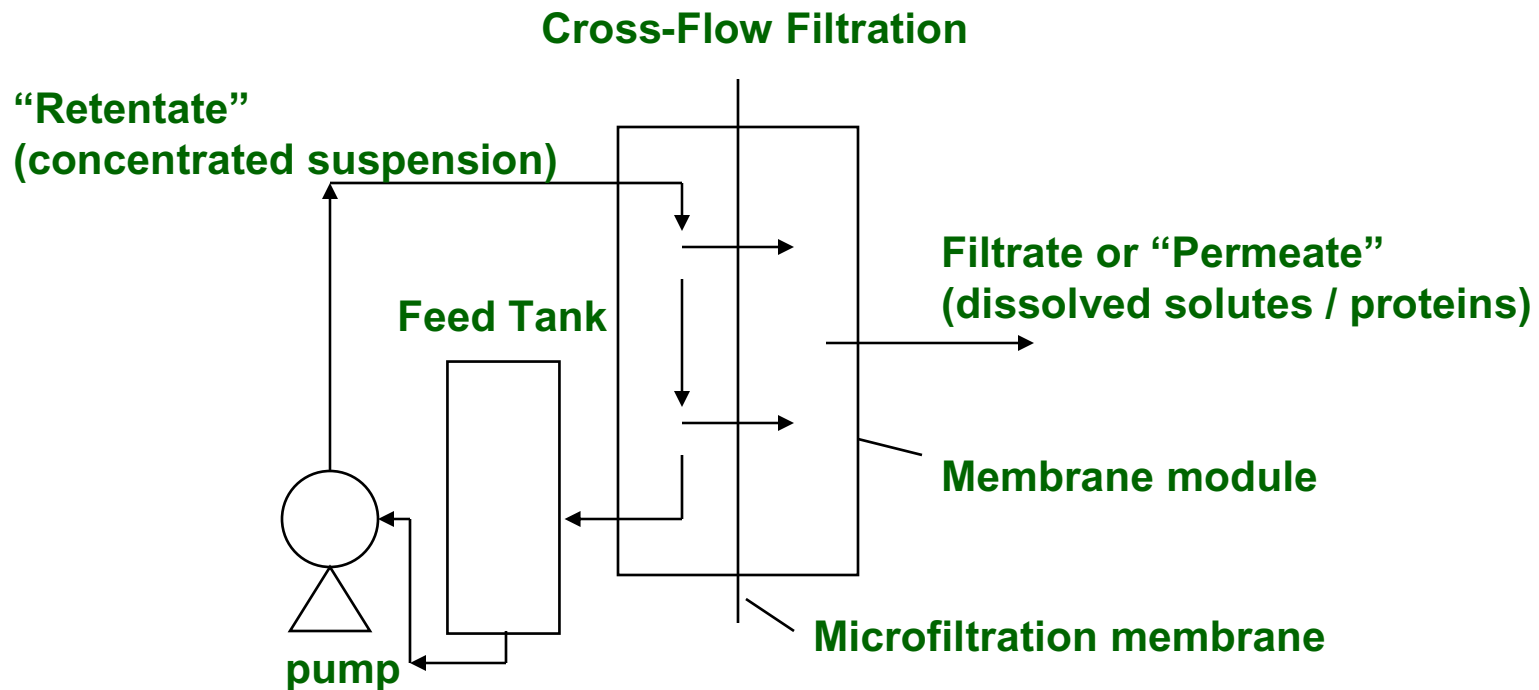 Cross-Flow Filtration
“Retentate”
(concentrated suspension)
Filtrate or “Permeate”
(dissolved solutes / proteins)
Feed Tank
Membrane module
Microfiltration membrane
pump